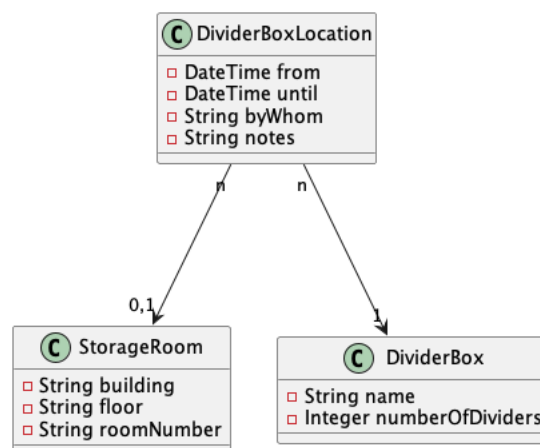 C DividerBoxLocation
DateTime from
DateTime until
String byWhom
String notes
n n
0,1 1
C StorageRoom
String building
String floor
String roomNumber
C DividerBox
String name
Integer numberOfDividers